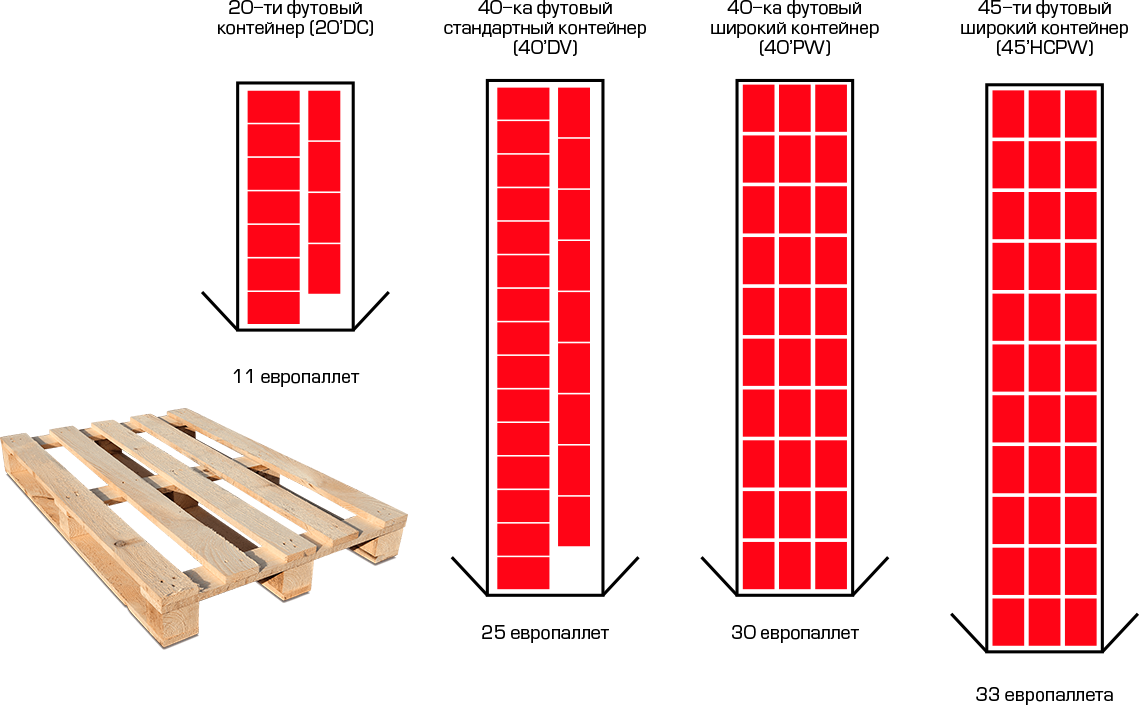 20-ти футовый
контейнер (20'DC)
40-ка футовый
стандартный контейнер
(40'DV)
40-ка футовый
широкий контейнер
(40'PW)
45-ти футовый
широкий контейнер
(45'HCPW)
11 европаллет
25 европаллет
30 европаллет
33 европаллета